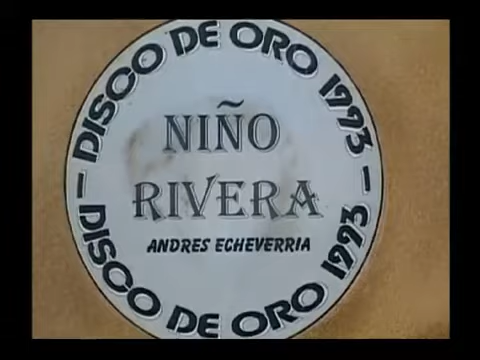 DISCO DE ORO 1993
NIÑO
RIVERA
ANDRES ECHEVERRIA
DISCO DE ORO 1993